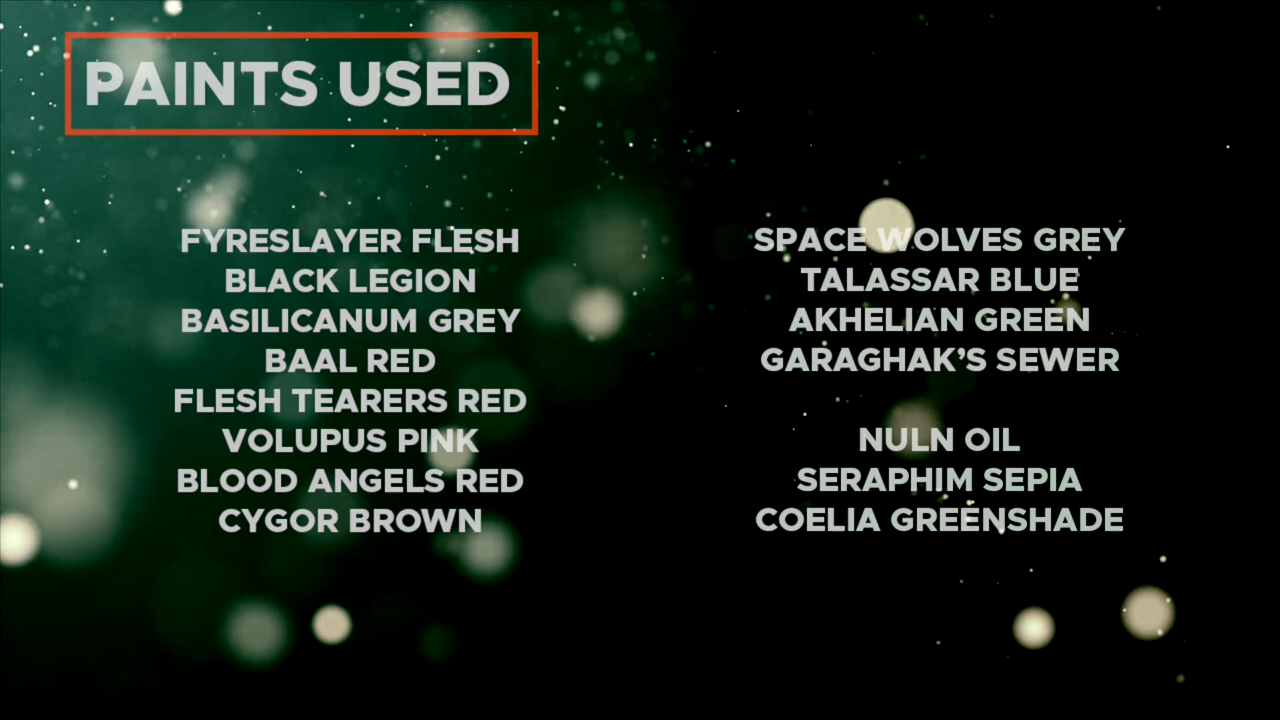 PAINTS USED
FYRESLAYER FLESH
BLACK LEGION
BASILICANUM GREY
BAAL RED
FLESH TEARERS RED
VOLUPUS PINK
BLOOD ANGELS RED
CYGOR BROWN
SPACE WOLVES GREY
TALASSAR BLUE
AKHELIAN GREEN
GARAGHAK’S SEWER
NULN OIL
SERAPHIM SEPIA
COELIA GREENSHADE